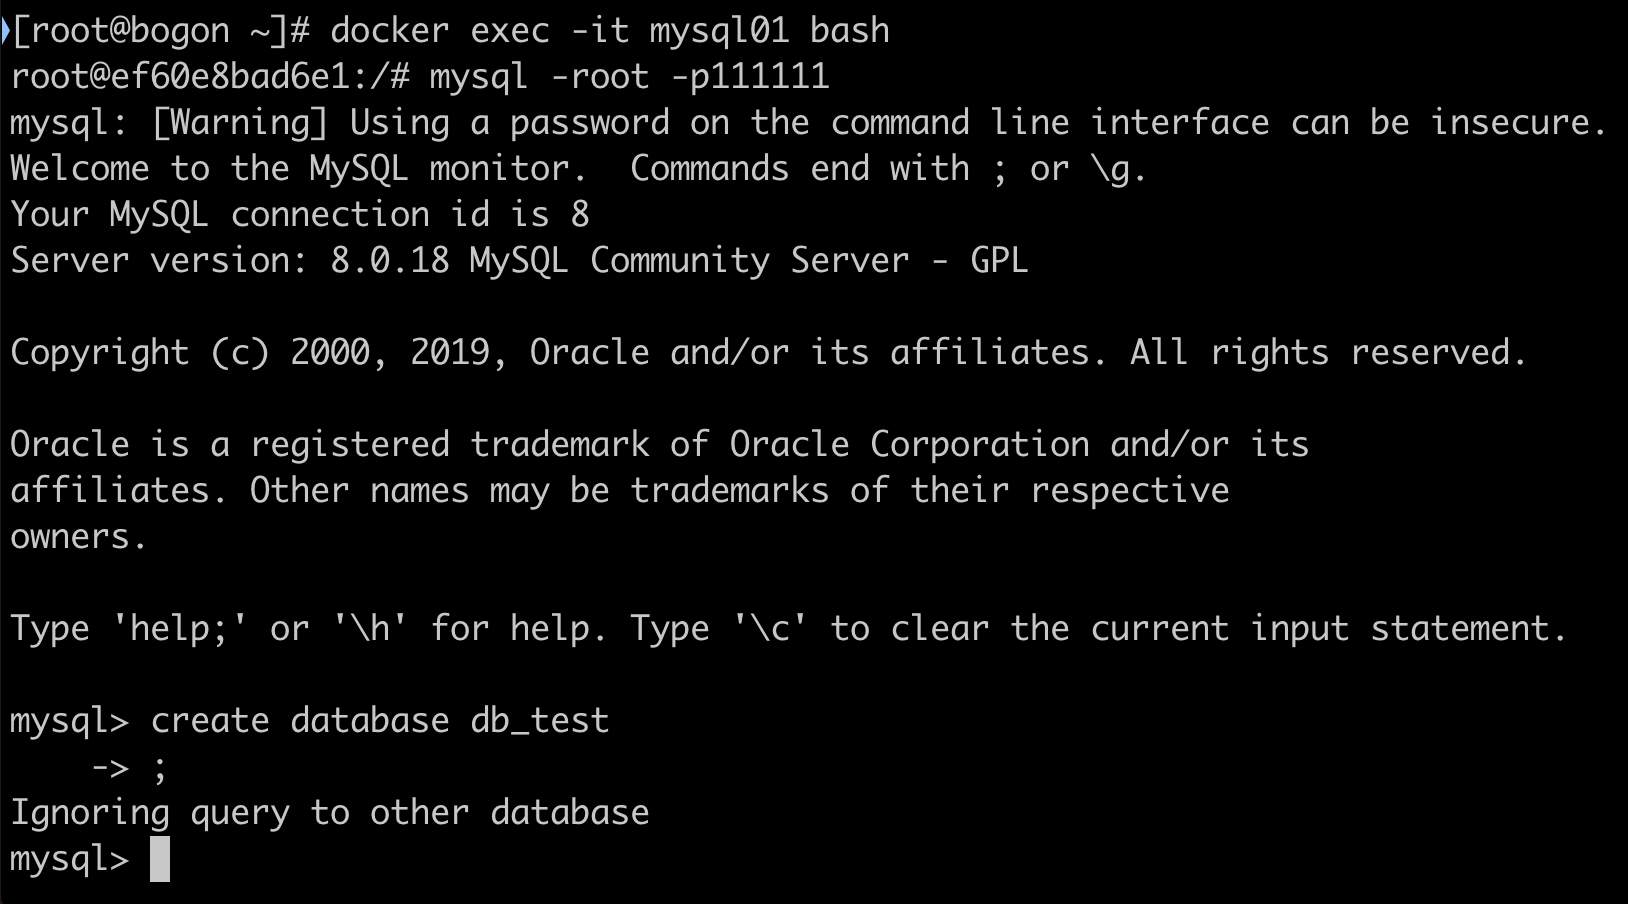 [root@bogon ~]# docker exec -it mysql01 bash
root@ef60e8bad6e1:/# mysql -root -p111111
mysql: [Warning] Using a password on the command line interface can be insecure.
Welcome to the MySQL monitor.  Commands end with ; or \g.
Your MySQL connection id is 8
Server version: 8.0.18 MySQL Community Server - GPL

Copyright (c) 2000, 2019, Oracle and/or its affiliates. All rights reserved.

Oracle is a registered trademark of Oracle Corporation and/or its
affiliates. Other names may be trademarks of their respective
owners.

Type 'help;' or '\h' for help. Type '\c' to clear the current input statement.

mysql> create database db_test
    -> ;
Ignoring query to other database
mysql>